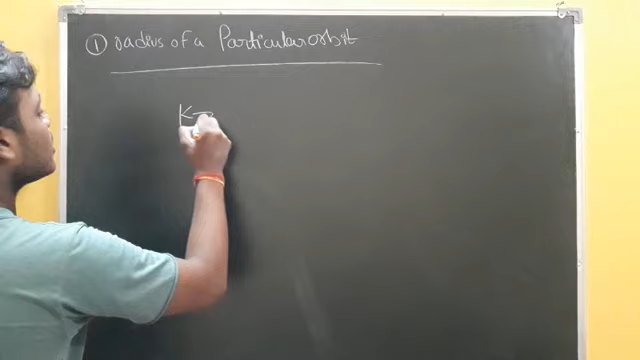 ① radius of a Particular orbit
K